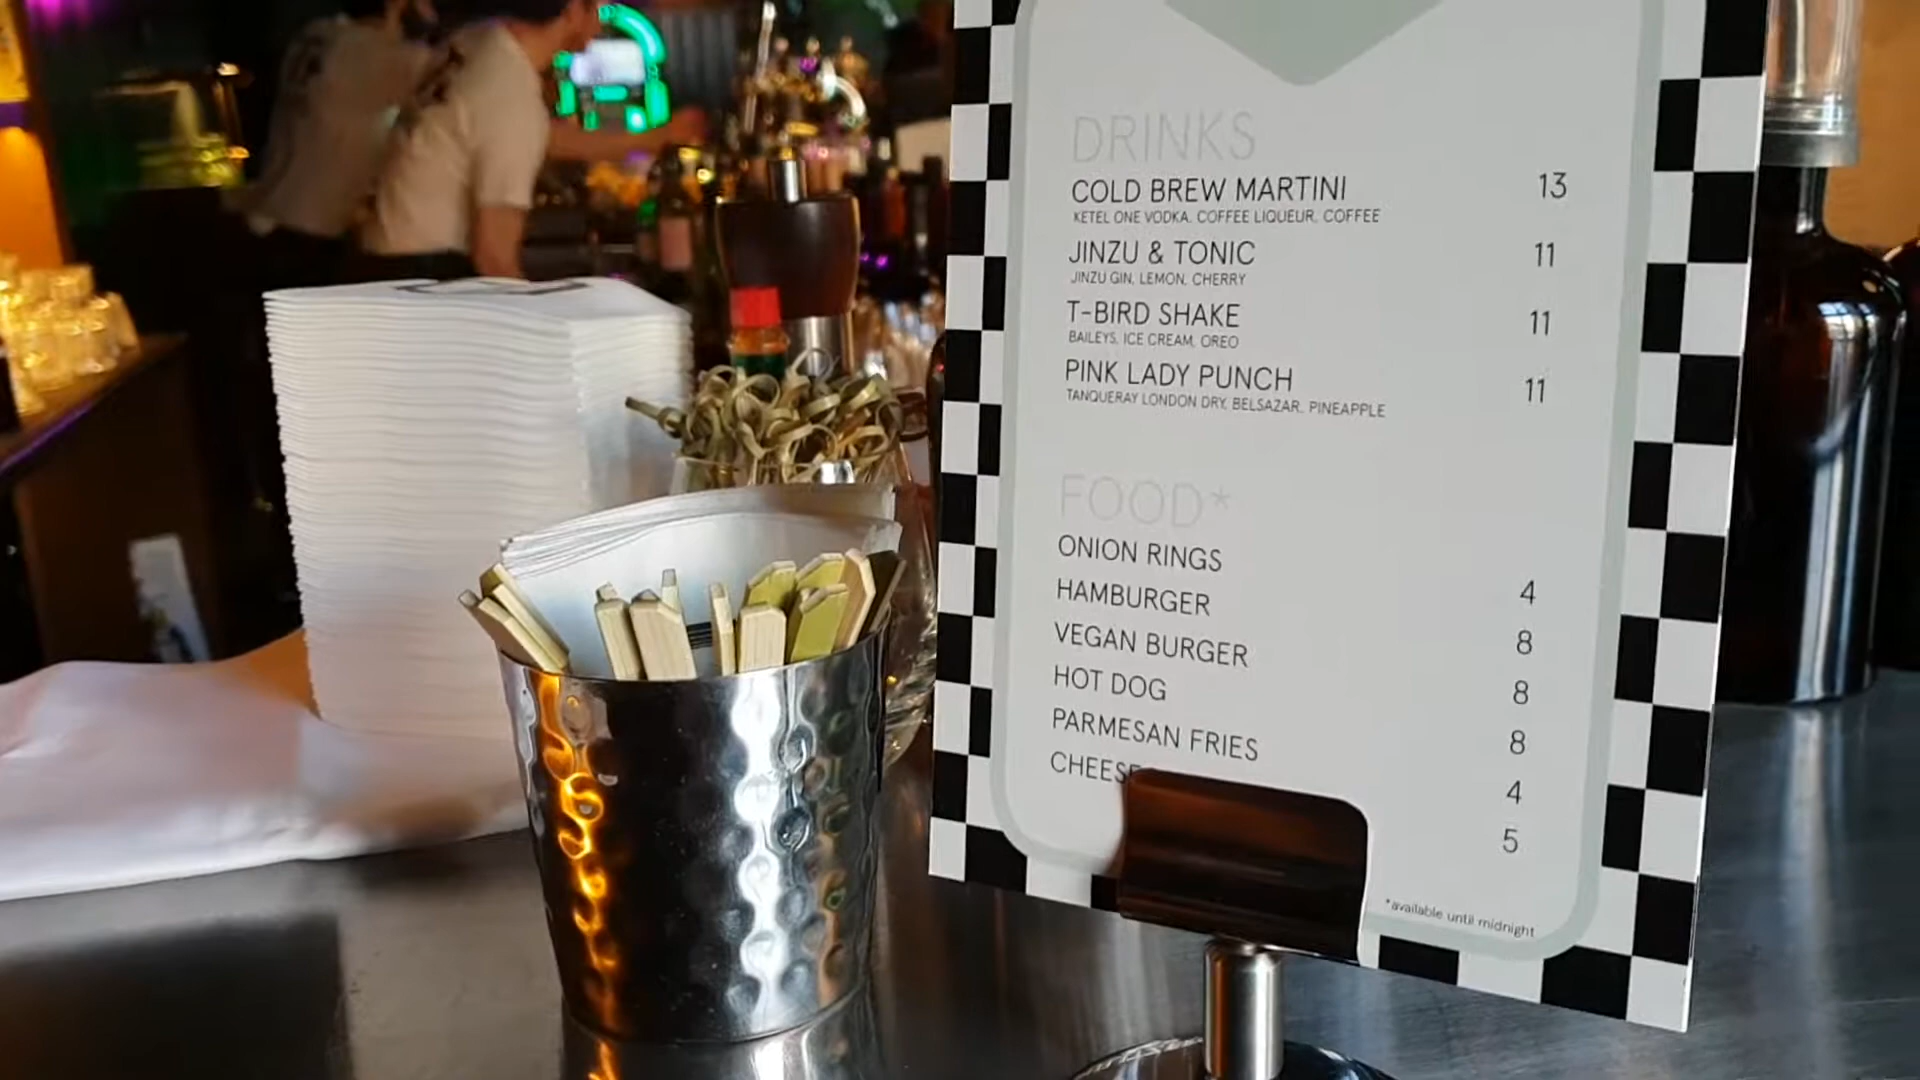 DRINKS
COLD BREW MARTINI 13
KETEL ONE VODKA, COFFEE LIQUEUR, COFFEE
JINZU & TONIC 11
JINZU GIN, LEMON, CHERRY
T-BIRD SHAKE 11
BAILEYS, ICE CREAM, OREO
PINK LADY PUNCH 11
TANQUERAY LONDON DRY, BELSAZAR, PINEAPPLE
FOOD*
ONION RINGS 4
HAMBURGER 8
VEGAN BURGER 8
HOT DOG 8
PARMESAN FRIES 4
CHEESE 5
*available until midnight